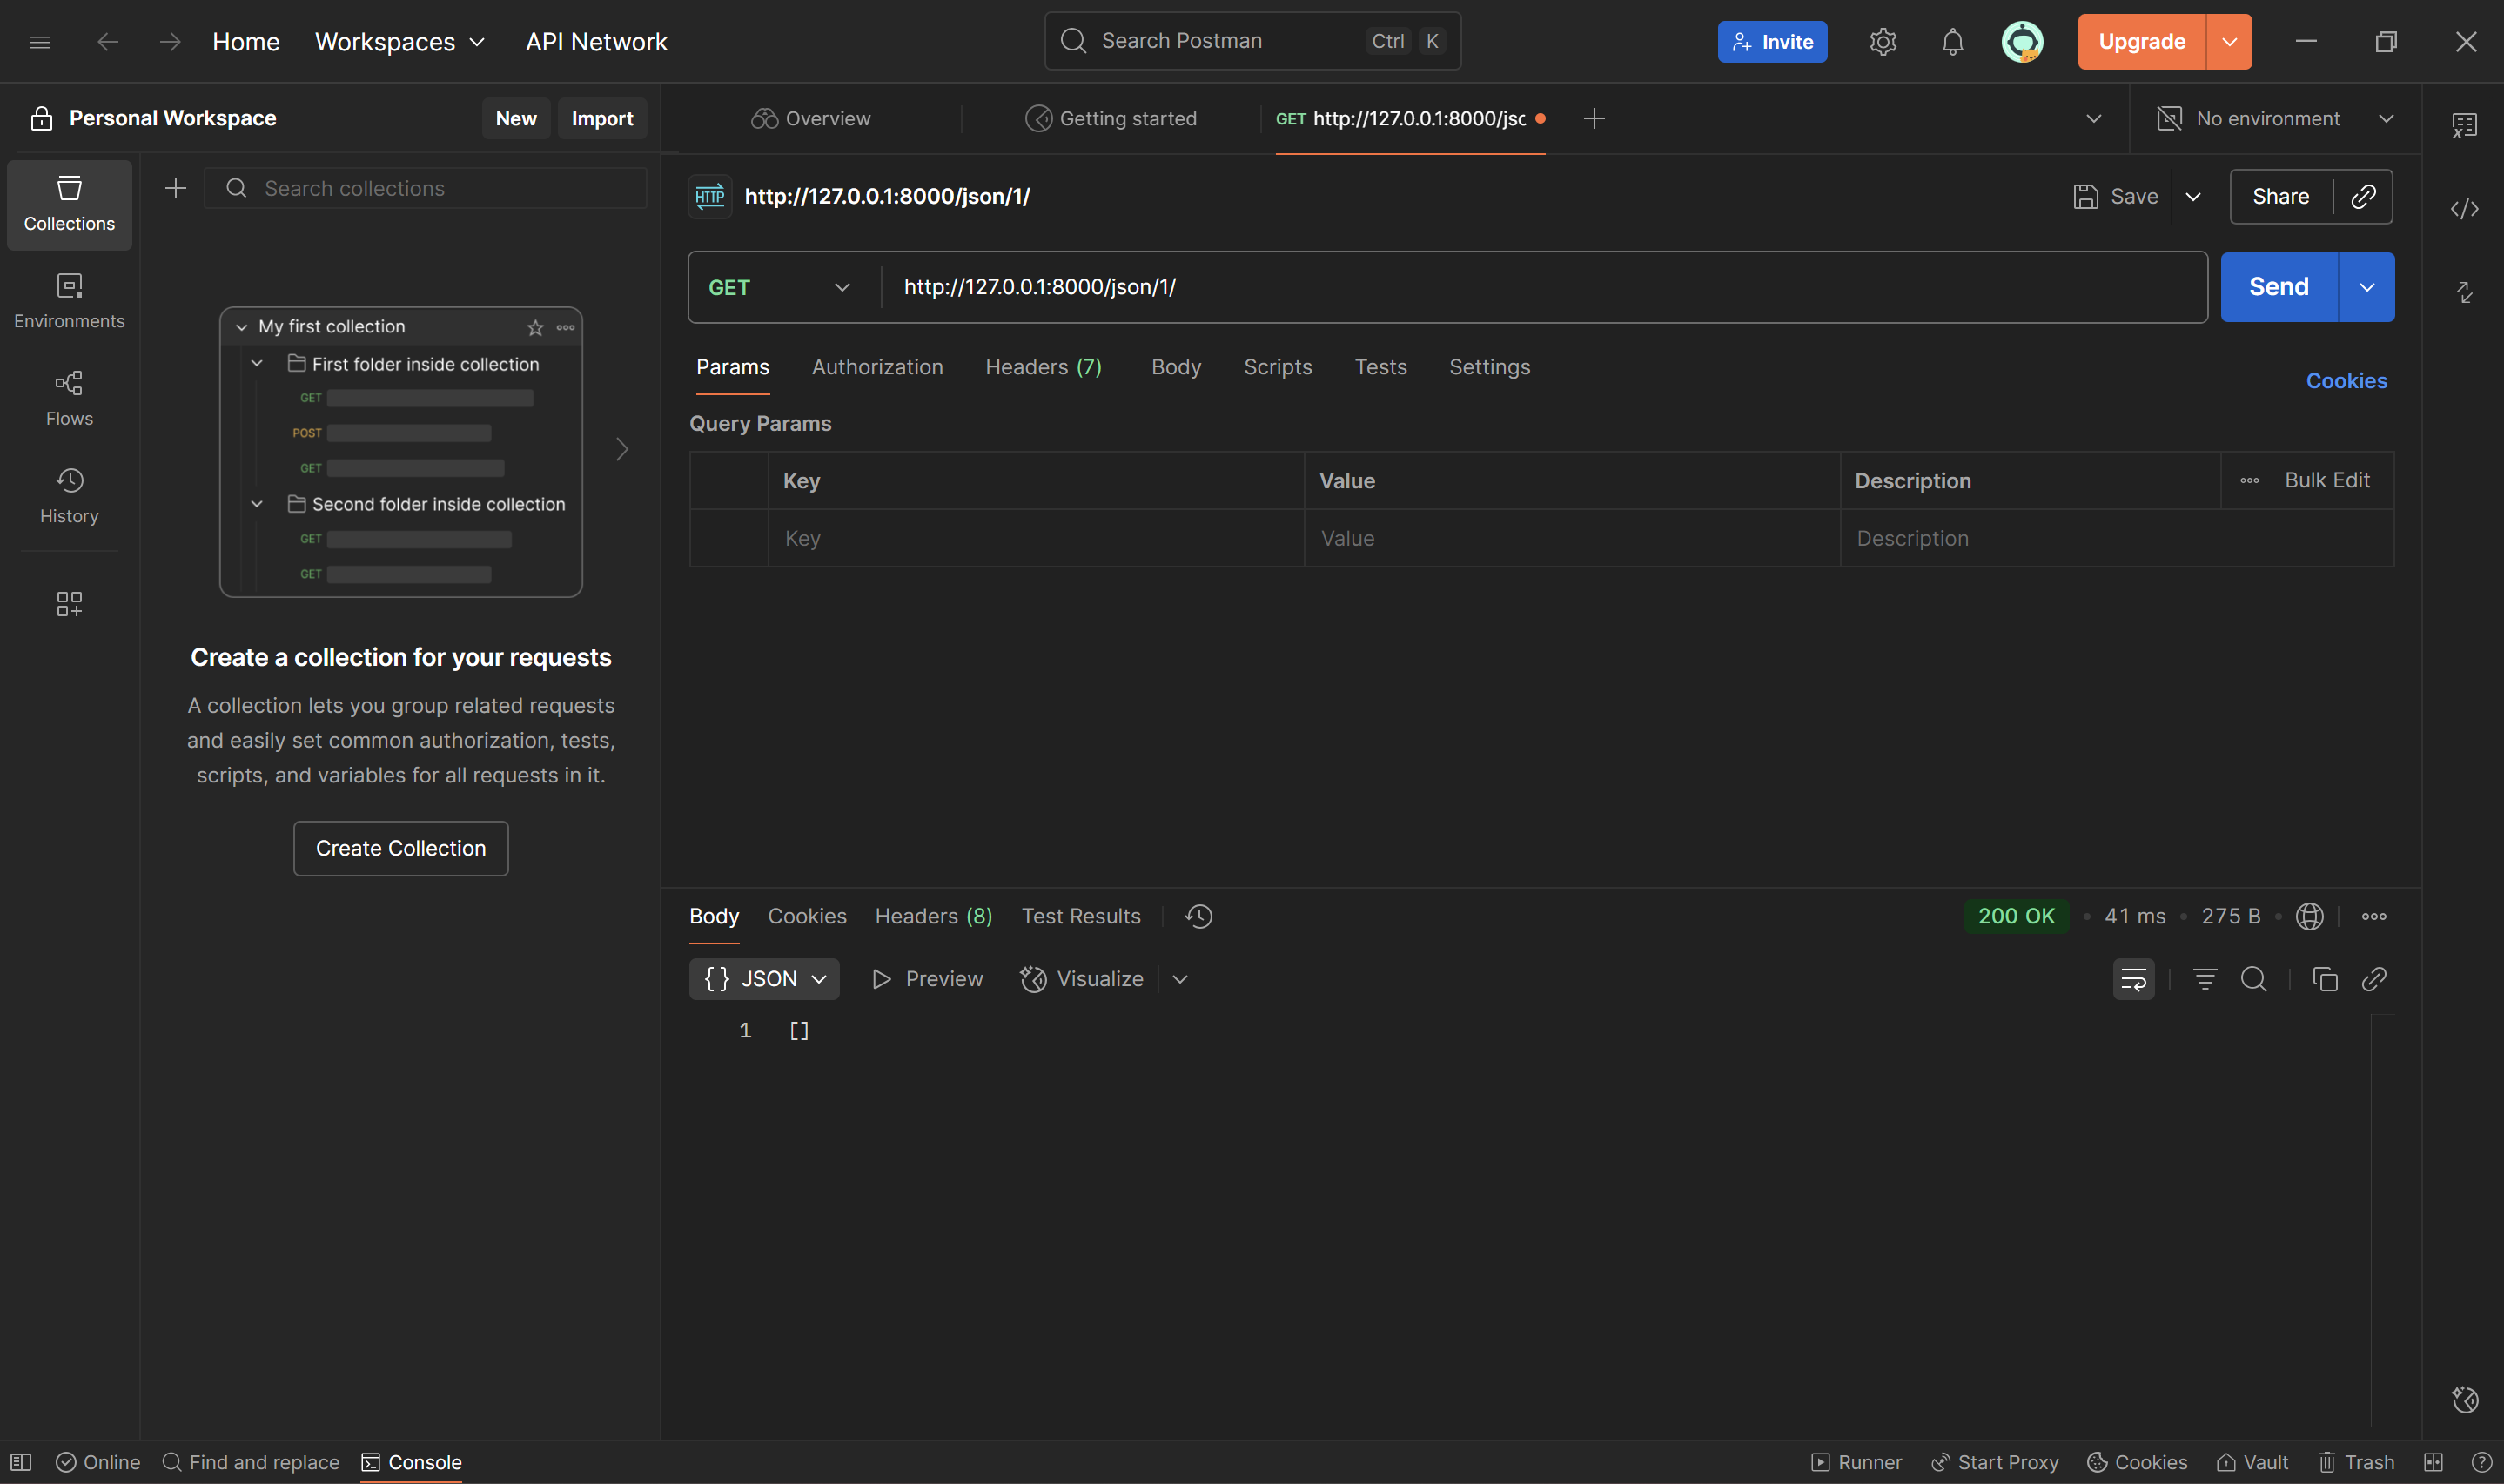 Home Workspaces API Network Search Postman Ctrl K Invite Upgrade
Personal Workspace New Import
Overview Getting started GET http://127.0.0.1:8000/jsc No environment
Collections
Environments
Flows
History
Search collections
My first collection
First folder inside collection
GET
POST
GET
Second folder inside collection
GET
GET
Create a collection for your requests
A collection lets you group related requests
and easily set common authorization, tests,
scripts, and variables for all requests in it.
Create Collection
HTTP http://127.0.0.1:8000/json/1/ Save Share
GET http://127.0.0.1:8000/json/1/ Send
Params Authorization Headers (7) Body Scripts Tests Settings Cookies
Query Params
Key Value Description Bulk Edit
Key Value Description
Body Cookies Headers (8) Test Results 200 OK • 41 ms • 275 B •
{} JSON Preview Visualize
1 []
Online Find and replace Console Runner Start Proxy Cookies Vault Trash